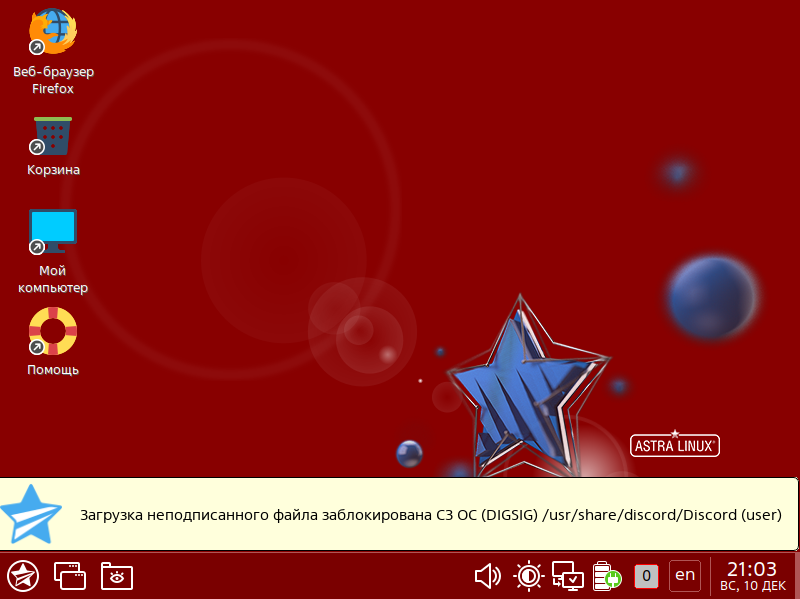 Веб-браузер
Firefox
Корзина
Мой
компьютер
Помощь
ASTRA LINUX®
Загрузка неподписанного файла заблокирована СЗ ОС (DIGSIG) /usr/share/discord/Discord (user)
0
en
21:03
ВС, 10 ДЕК